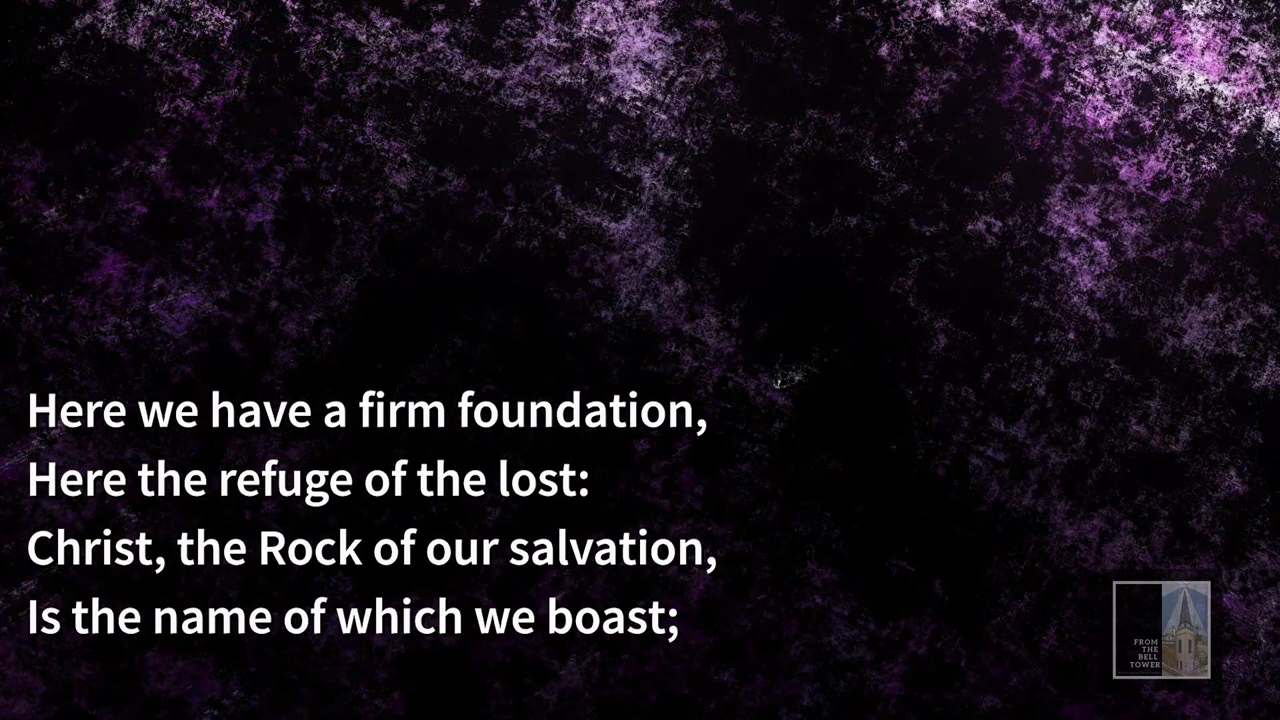 Here we have a firm foundation,
Here the refuge of the lost:
Christ, the Rock of our salvation,
Is the name of which we boast;
FROM
THE
BELL
TOWER